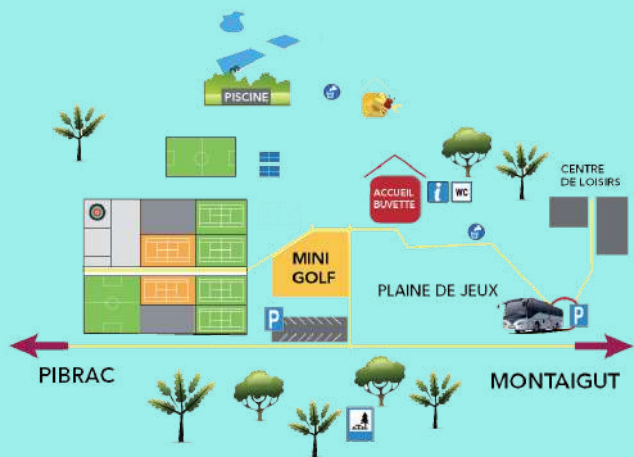 PISCINE
CENTRE
DE LOISIRS
ACCUEIL
BUVETTE
i
WC
MINI
GOLF
PLAINE DE JEUX
P
P
PIBRAC
MONTAIGUT